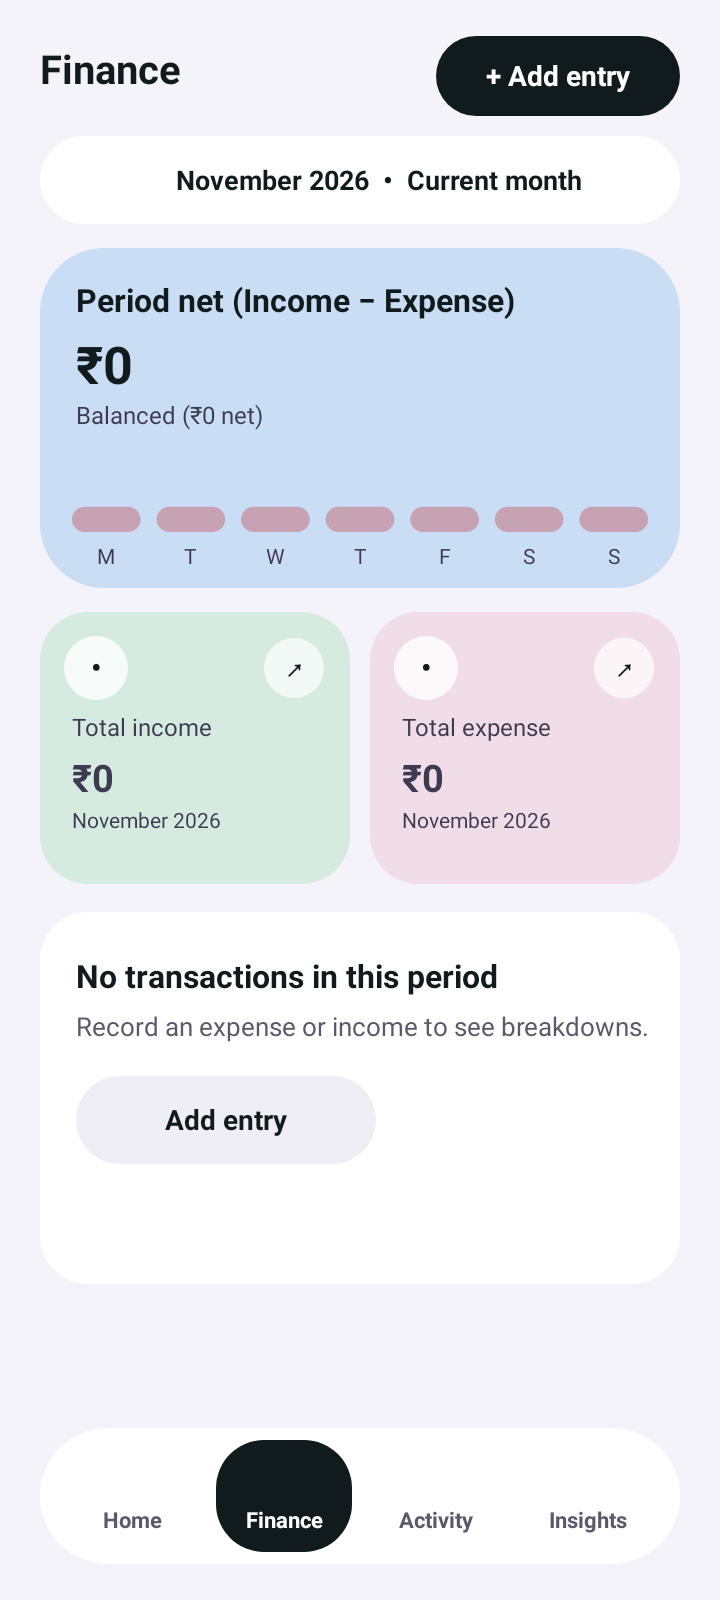 Finance
+ Add entry
November 2026 • Current month
Period net (Income − Expense)
₹0
Balanced (₹0 net)
M T W T F S S
• ➚ • ➚
Total income
₹0
November 2026
Total expense
₹0
November 2026
No transactions in this period
Record an expense or income to see breakdowns.
Add entry
Home Finance Activity Insights